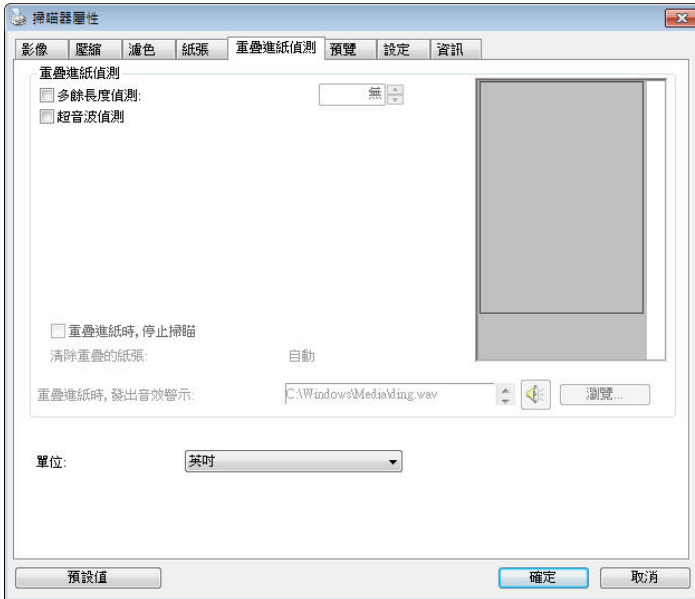 掃瞄器屬性
影像 壓縮 濾色 紙張 重疊進紙偵測 預覽 設定 資訊
重疊進紙偵測
多餘長度偵測: 無
超音波偵測
重疊進紙時, 停止掃瞄
清除重疊的紙張: 自動
重疊進紙時, 發出音效警示: C:\Windows\Media\ding.wav 瀏覽...
單位: 英吋
預設值 確定 取消